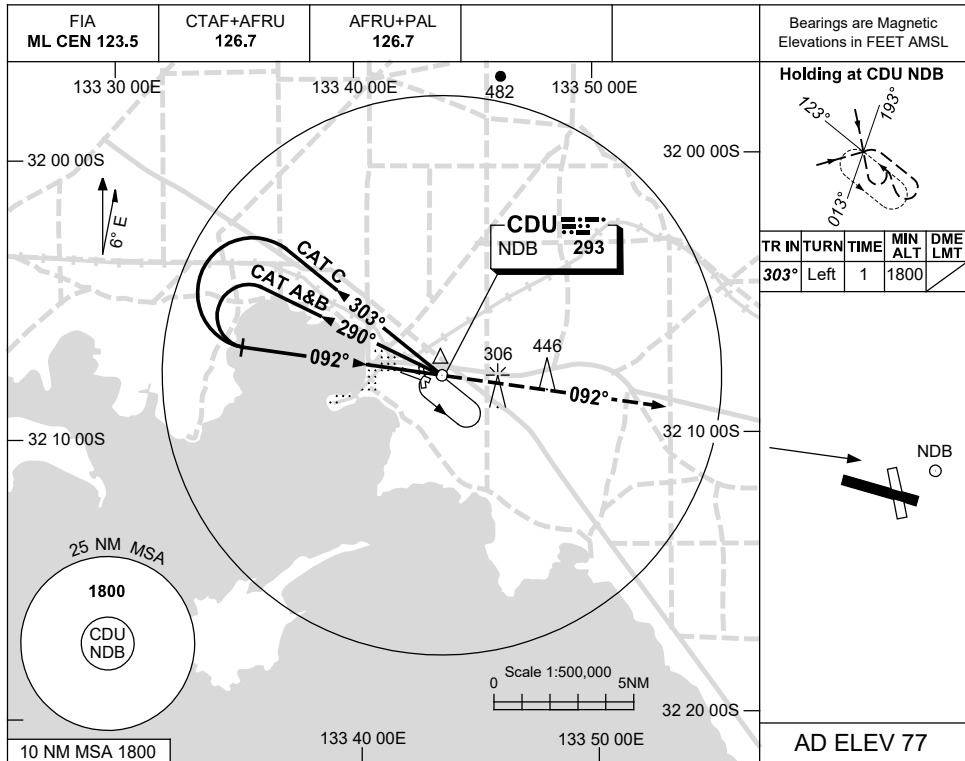 FIA
ML CEN 123.5
CTAF+AFRU
126.7
AFRU+PAL
126.7
Bearings are Magnetic
Elevations in FEET AMSL
133 30 00E
133 40 00E
482
133 50 00E
32 00 00S
32 00 00S
6° E
CDU
NDB 293
CAT C
303°
CAT A&B
290°
092°
306
446
092°
32 10 00S
32 10 00S
25 NM MSA
1800
CDU
NDB
10 NM MSA 1800
Scale 1:500,000
0 5NM
32 20 00S
133 40 00E
133 50 00E
Holding at CDU NDB
123°
193°
013°
TR IN TURN TIME MIN ALT DME LMT
303° Left 1 1800
NDB
AD ELEV 77